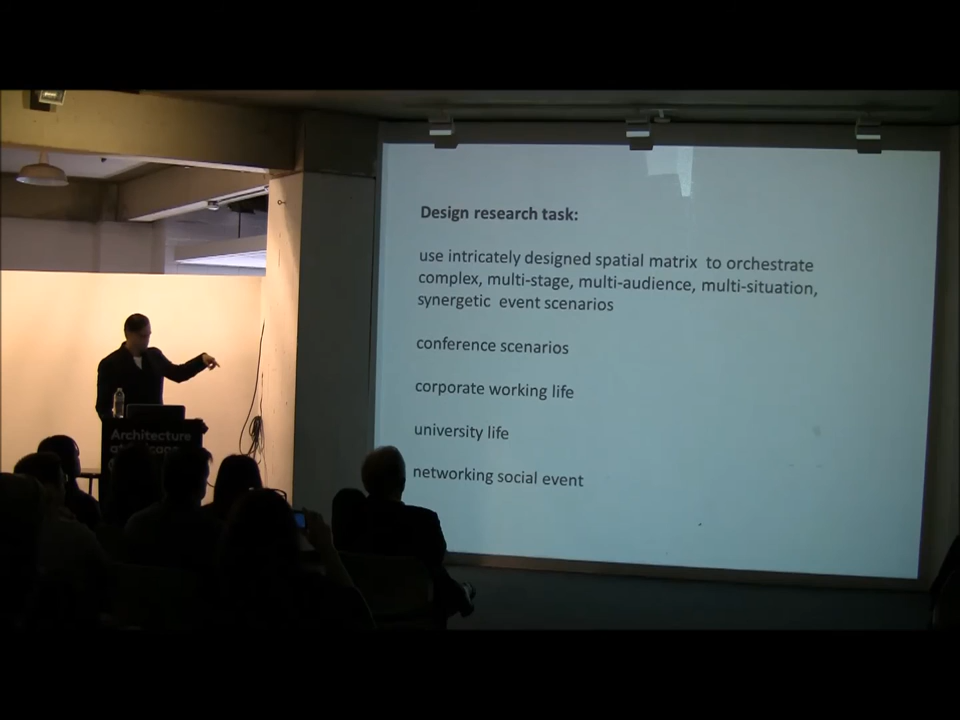 Design research task:
use intricately designed spatial matrix to orchestrate
complex, multi-stage, multi-audience, multi-situation,
synergetic event scenarios
conference scenarios
corporate working life
university life
networking social event
Architecture